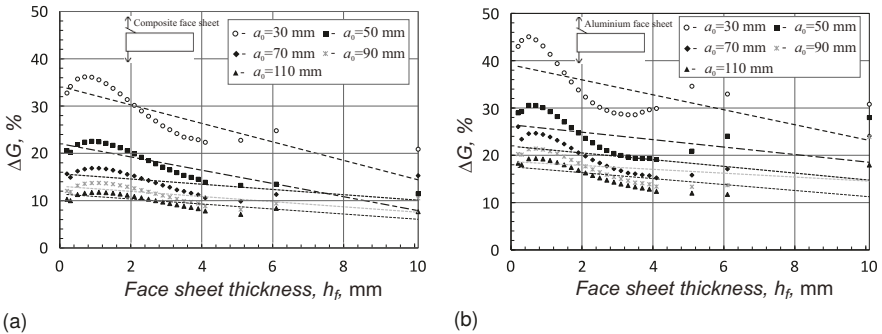 50
40
30
20
10
0
0 2 4 6 8 10
ΔG, %
Face sheet thickness, h_f, mm
Composite face sheet
a₀=30 mm a₀=50 mm
a₀=70 mm a₀=90 mm
a₀=110 mm
(a)
50
40
30
20
10
0
0 2 4 6 8 10
ΔG, %
Face sheet thickness, h_f, mm
Aluminium face sheet
a₀=30 mm a₀=50 mm
a₀=70 mm a₀=90 mm
a₀=110 mm
(b)